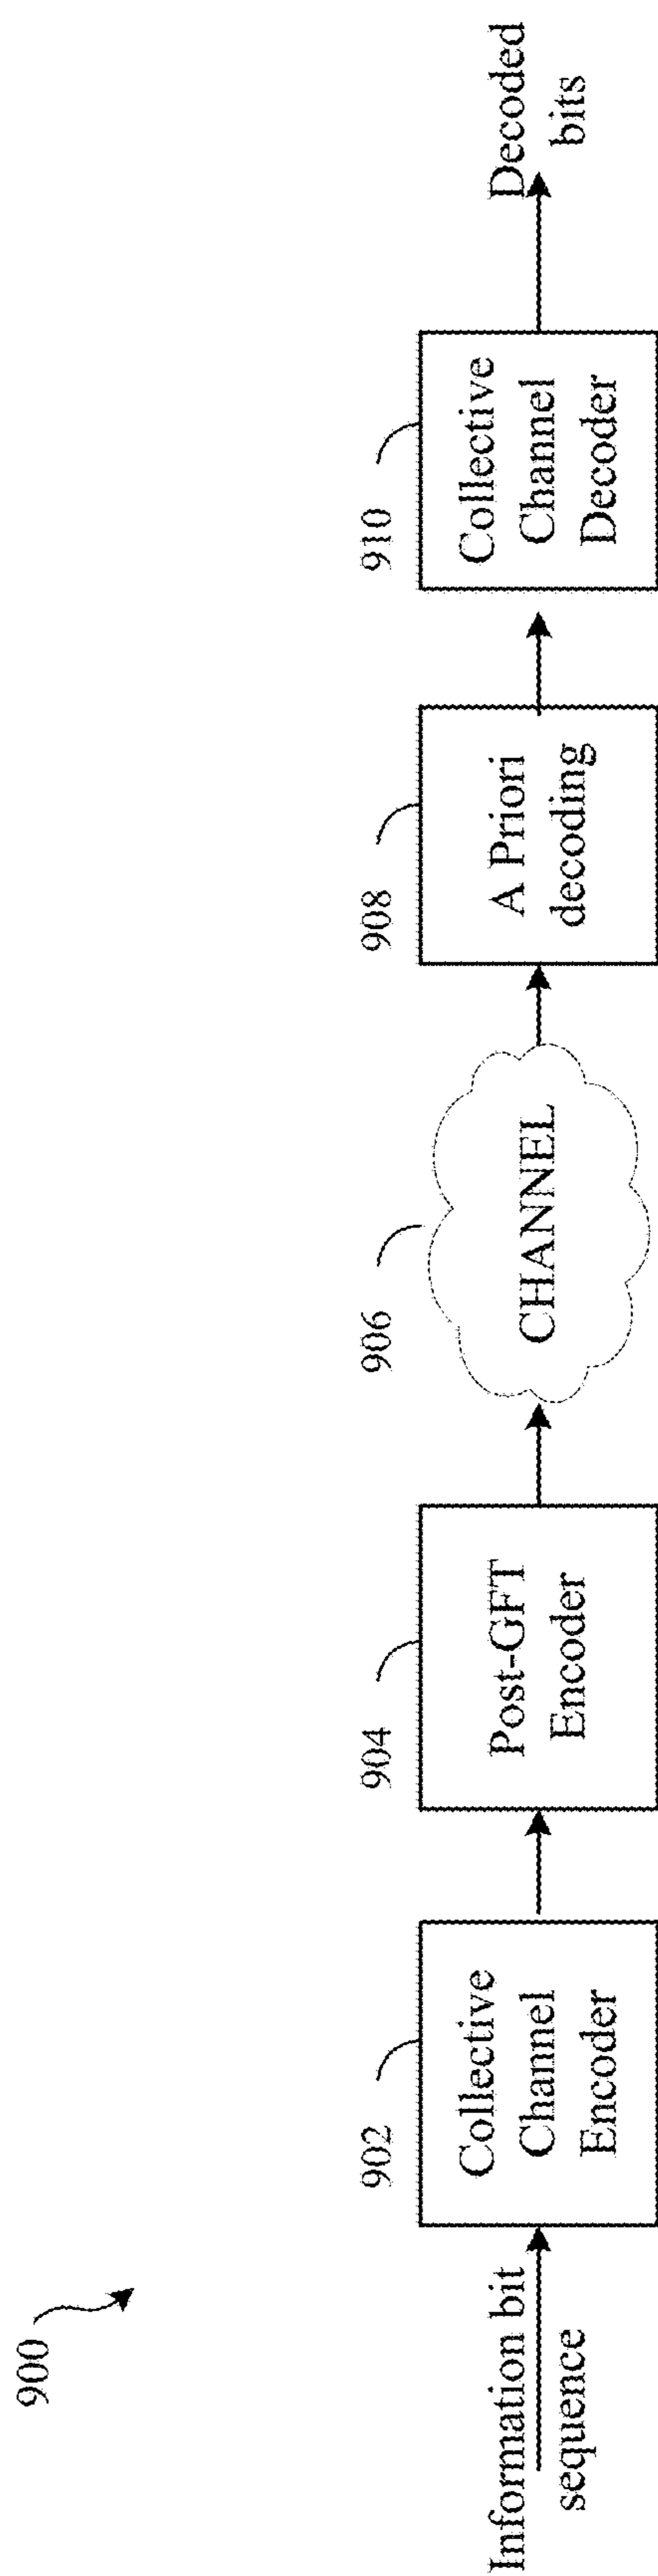 900
Information bit
sequence
902
Collective
Channel
Encoder
904
Post-GFT
Encoder
906
CHANNEL
908
A Priori
decoding
910
Collective
Channel
Decoder
Decoded
bits